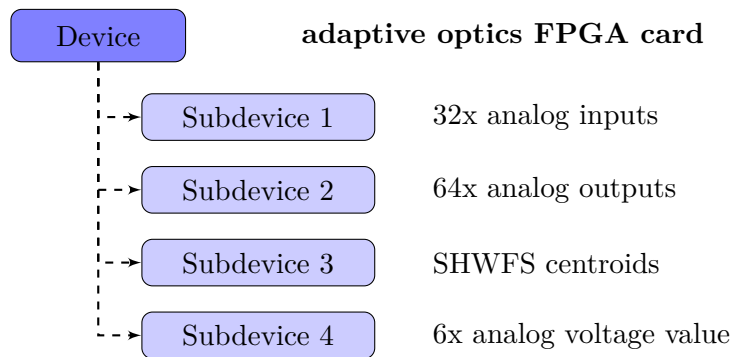 Device adaptive optics FPGA card
Subdevice 1 32x analog inputs
Subdevice 2 64x analog outputs
Subdevice 3 SHWFS centroids
Subdevice 4 6x analog voltage value